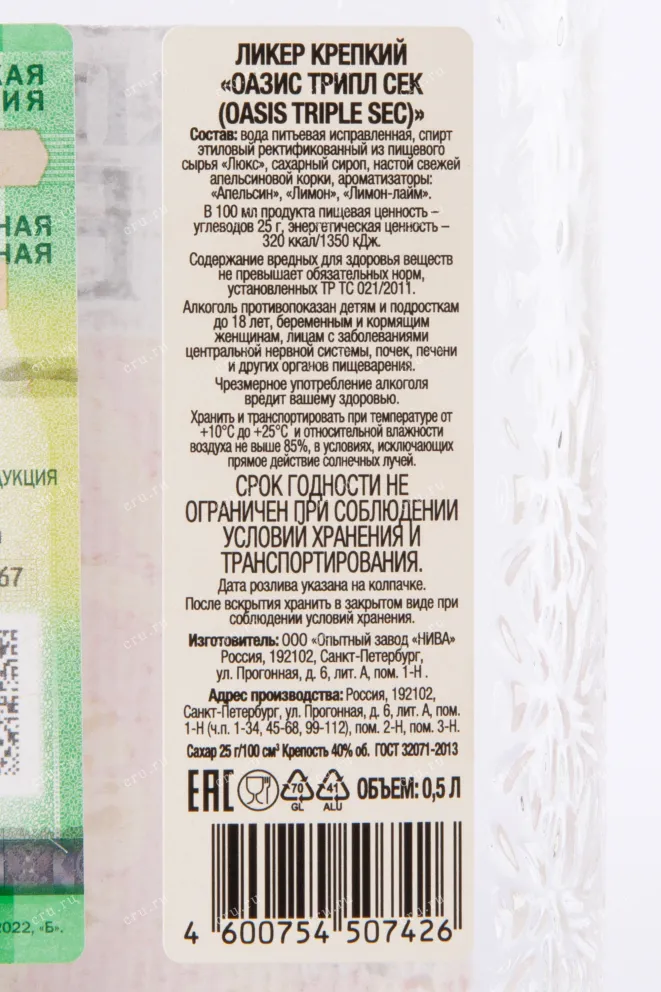 АЯ
ИЯ
НАЯ
НАЯ
УКЦИЯ
67
2022, «Б».
ЛИКЕР КРЕПКИЙ
«ОАЗИС ТРИПЛ СЕК
(OASIS TRIPLE SEC)»
Состав: вода питьевая исправленная, спирт
этиловый ректификованный из пищевого
сырья «Люкс», сахарный сироп, настой свежей
апельсиновой корки, ароматизаторы:
«Апельсин», «Лимон», «Лимон-лайм».
В 100 мл продукта пищевая ценность –
углеводов 25 г, энергетическая ценность –
320 ккал/1350 кДж.
Содержание вредных для здоровья веществ
не превышает обязательных норм,
установленных ТР ТС 021/2011.
Алкоголь противопоказан детям и подросткам
до 18 лет, беременным и кормящим
женщинам, лицам с заболеваниями
центральной нервной системы, почек, печени
и других органов пищеварения.
Чрезмерное употребление алкоголя
вредит вашему здоровью.
Хранить и транспортировать при температуре от
+10°С до +25°С и относительной влажности
воздуха не выше 85%, в условиях, исключающих
прямое действие солнечных лучей.
СРОК ГОДНОСТИ НЕ
ОГРАНИЧЕН ПРИ СОБЛЮДЕНИИ
УСЛОВИЙ ХРАНЕНИЯ И
ТРАНСПОРТИРОВАНИЯ.
Дата розлива указана на колпачке.
После вскрытия хранить в закрытом виде при
соблюдении условий хранения.
Изготовитель: ООО «Опытный завод «НИВА»
Россия, 192102, Санкт-Петербург,
ул. Прогонная, д. 6, лит. А, пом. 1-Н .
Адрес производства: Россия, 192102,
Санкт-Петербург, ул. Прогонная, д. 6, лит. А, пом.
1-Н (ч.п. 1-34, 45-68, 99-112), пом. 2-Н, пом. 3-Н.
Сахар 25 г/100 см³ Крепость 40% об. ГОСТ 32071-2013
ЕАС 70 GL 41 ALU ОБЪЕМ: 0,5 Л
4 600754 507426